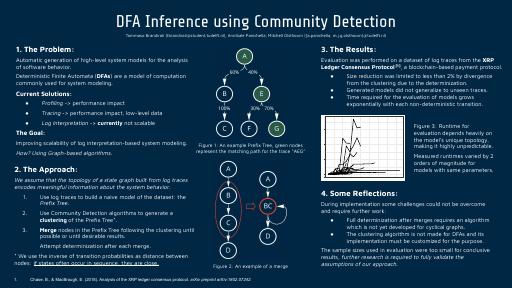 DFA Inference using Community Detection
1. The Problem:
Automatic generation of high-level system models for the analysis
of software behavior.
Deterministic Finite Automata (DFAs) are a model of computation
commonly used for system modeling.
Current Solutions:
● Profiling -> performance impact
● Tracing -> performance impact, low-level data
● Log interpretation -> currently not scalable
The Goal:
Improving scalability of log interpretation-based system modeling.
How? Using Graph-based algorithms.
2. The Approach:
We assume that the topology of a state graph built from log traces
encodes meaningful information about the system behavior.
1. Use log traces to build a naive model of the dataset: the
Prefix Tree.
2. Use Community Detection algorithms to generate a
clustering of the Prefix Tree*.
3. Merge nodes in the Prefix Tree following the clustering until
possible or until desirable results.
Attempt determinization after each merge.
* We use the inverse of transition probabilities as distance between
nodes: if states often occur in sequence, they are close.
A
60% 40%
B E
100% 30% 70%
C F G
Figure 1: An example Prefix Tree, green nodes
represent the matching path for the trace "AEG"
A
B
C
D
A
BC
D
Figure 2: An example of a merge
3. The Results:
Evaluation was performed on a dataset of log traces from the XRP
Ledger Consensus Protocol[1], a blockchain-based payment protocol.
● Size reduction was limited to less than 2% by divergence
from the clustering due to the determinization.
● Generated models did not generalize to unseen traces.
● Time required for the evaluation of models grows
exponentially with each non-deterministic transition.
Figure 3: Runtime for
evaluation depends heavily on
the model's unique topology,
making it highly unpredictable.
Measured runtimes varied by 2
orders of magnitude for
models with same parameters.
4. Some Reflections:
During implementation some challenges could not be overcome
and require further work:
● Full determinization after merges requires an algorithm
which is not yet developed for cyclical graphs.
● The clustering algorithm is not made for DFAs and its
implementation must be customized for the purpose.
The sample sizes used in evaluation were too small for conclusive
results, further research is required to fully validate the
assumptions of our approach.
1. Chase, B., & MacBrough, E. (2018). Analysis of the XRP ledger consensus protocol. arXiv preprint arXiv:1802.07242.